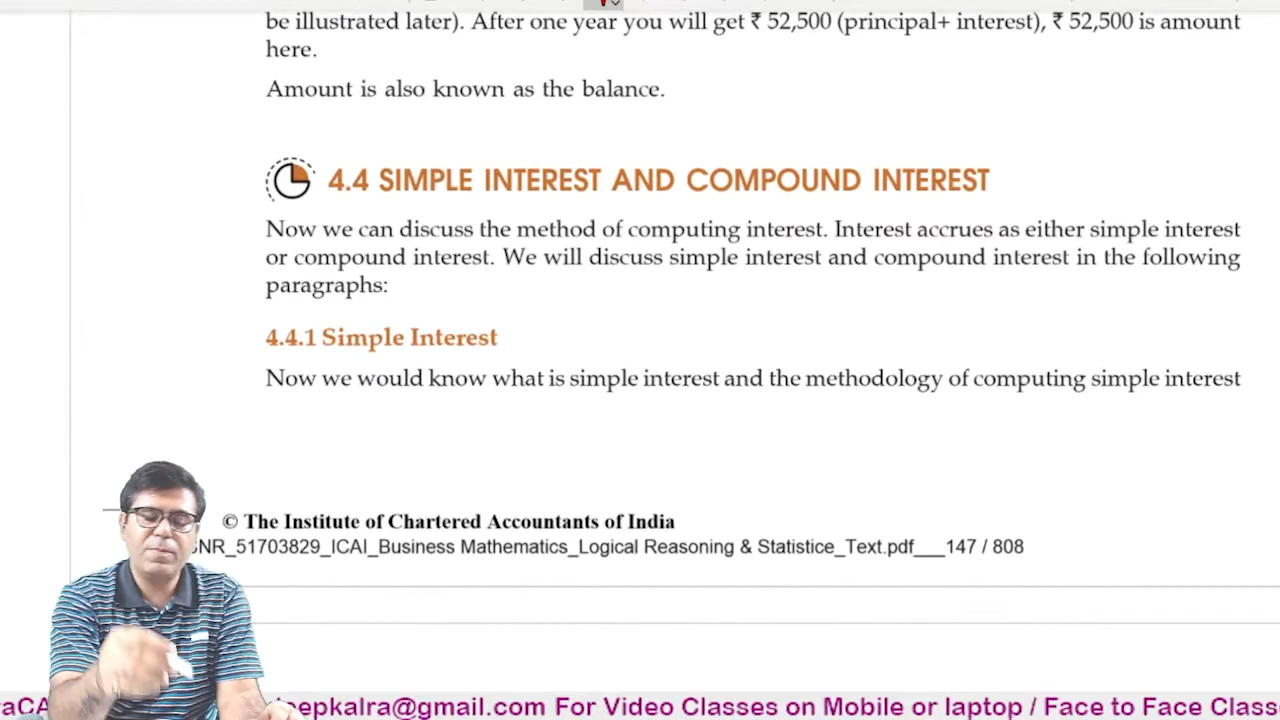 be illustrated later). After one year you will get ₹ 52,500 (principal+ interest), ₹ 52,500 is amount
here.
Amount is also known as the balance.
4.4 SIMPLE INTEREST AND COMPOUND INTEREST
Now we can discuss the method of computing interest. Interest accrues as either simple interest
or compound interest. We will discuss simple interest and compound interest in the following
paragraphs:
4.4.1 Simple Interest
Now we would know what is simple interest and the methodology of computing simple interest
© The Institute of Chartered Accountants of India
NR_51703829_ICAI_Business Mathematics_Logical Reasoning & Statistice_Text.pdf___147 / 808
raCA eepkalra@gmail.com For Video Classes on Mobile or laptop / Face to Face Class